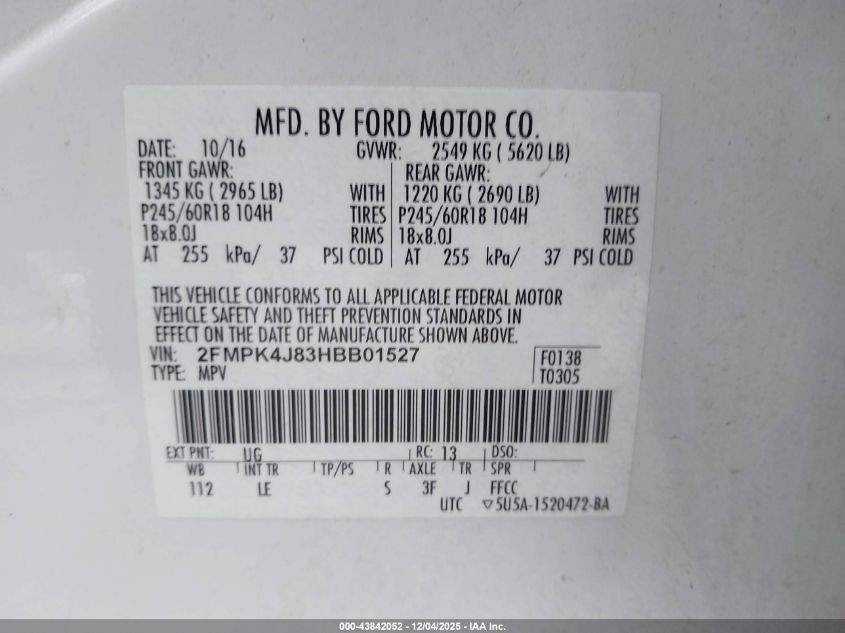 MFD. BY FORD MOTOR CO.
DATE: 10/16 GVWR: 2549 KG ( 5620 LB)
FRONT GAWR: REAR GAWR:
1345 KG ( 2965 LB) WITH 1220 KG ( 2690 LB) WITH
P245/60R18 104H TIRES P245/60R18 104H TIRES
18x8.0J RIMS 18x8.0J RIMS
AT 255 kPa/ 37 PSI COLD AT 255 kPa/ 37 PSI COLD
THIS VEHICLE CONFORMS TO ALL APPLICABLE FEDERAL MOTOR
VEHICLE SAFETY AND THEFT PREVENTION STANDARDS IN
EFFECT ON THE DATE OF MANUFACTURE SHOWN ABOVE.
VIN: 2FMPK4J83HBB01527 F0138
TYPE: MPV T0305
EXT PNT: UG RC: 13 DSO:
WB INT TR TP/PS R AXLE TR SPR
112 LE S 3F J FFCC
UTC ▽5U5A-1520472-BA
000-43842052 - 12/04/2025 - IAA Inc.